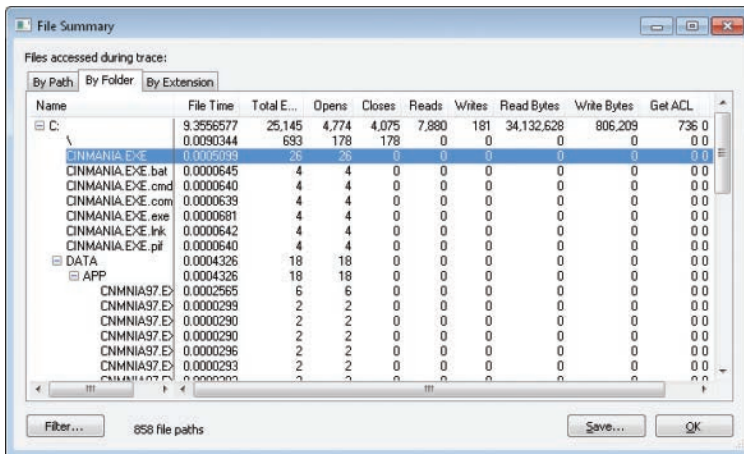 File Summary
Files accessed during trace:
By Path By Folder By Extension
Name File Time Total E... Opens Closes Reads Writes Read Bytes Write Bytes Get ACL
C: 9.3556577 25,145 4,774 4,075 7,880 181 34,132,628 806,209 736 0
\ 0.0090344 693 178 178 0 0 0 0 0 0
CINMANIA.EXE 0.0005099 26 26 0 0 0 0 0 0 0
CINMANIA.EXE.bat 0.0000645 4 4 0 0 0 0 0 0 0
CINMANIA.EXE.cmd 0.0000640 4 4 0 0 0 0 0 0 0
CINMANIA.EXE.com 0.0000639 4 4 0 0 0 0 0 0 0
CINMANIA.EXE.exe 0.0000681 4 4 0 0 0 0 0 0 0
CINMANIA.EXE.lnk 0.0000642 4 4 0 0 0 0 0 0 0
CINMANIA.EXE.pif 0.0000640 4 4 0 0 0 0 0 0 0
DATA 0.0004326 18 18 0 0 0 0 0 0 0
APP 0.0004326 18 18 0 0 0 0 0 0 0
CNMNIA97.E 0.0002565 6 6 0 0 0 0 0 0 0
CNMNIA97.E 0.0000299 2 2 0 0 0 0 0 0 0
CNMNIA97.E 0.0000290 2 2 0 0 0 0 0 0 0
CNMNIA97.E 0.0000290 2 2 0 0 0 0 0 0 0
CNMNIA97.E 0.0000296 2 2 0 0 0 0 0 0 0
CNMNIA97.E 0.0000293 2 2 0 0 0 0 0 0 0
Filter... 858 file paths Save... OK